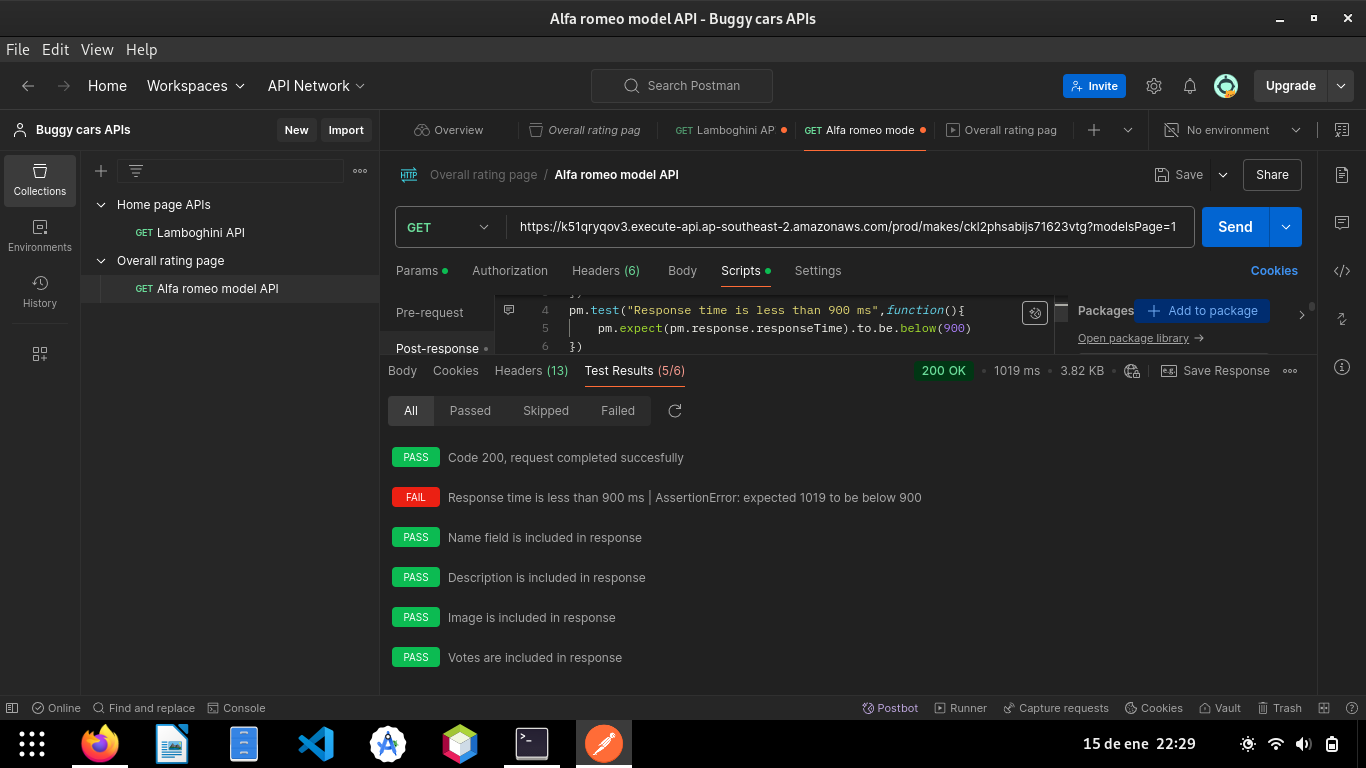 Alfa romeo model API - Buggy cars APIs
File Edit View Help
Home Workspaces API Network Search Postman Invite Upgrade
Buggy cars APIs New Import Overview Overall rating pag GET Lamboghini AP GET Alfa romeo mode Overall rating pag No environment
Collections
Environments
History
Home page APIs
GET Lamboghini API
Overall rating page
GET Alfa romeo model API
HTTP Overall rating page / Alfa romeo model API Save Share
GET https://k51qryqov3.execute-api.ap-southeast-2.amazonaws.com/prod/makes/ckl2phsabijs71623vtg?modelsPage=1 Send
Params Authorization Headers (6) Body Scripts Settings Cookies
Pre-request
Post-response
4 pm.test("Response time is less than 900 ms",function(){
5 pm.expect(pm.response.responseTime).to.be.below(900)
6 })
Packages Add to package
Open package library →
Body Cookies Headers (13) Test Results (5/6) 200 OK • 1019 ms • 3.82 KB • Save Response
All Passed Skipped Failed
PASS Code 200, request completed succesfully
FAIL Response time is less than 900 ms | AssertionError: expected 1019 to be below 900
PASS Name field is included in response
PASS Description is included in response
PASS Image is included in response
PASS Votes are included in response
Online Find and replace Console Postbot Runner Capture requests Cookies Vault Trash
15 de ene 22:29